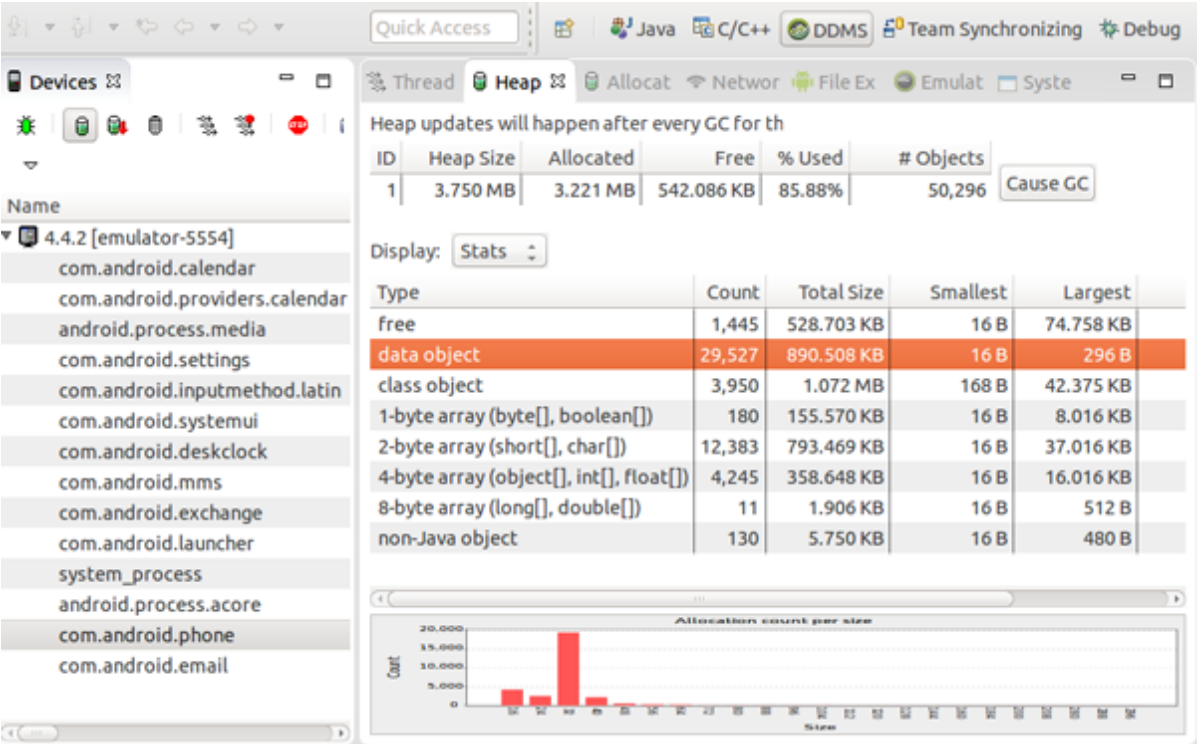 Quick Access Java C/C++ DDMS Team Synchronizing Debug
Devices
Name
4.4.2 [emulator-5554]
com.android.calendar
com.android.providers.calendar
android.process.media
com.android.settings
com.android.inputmethod.latin
com.android.systemui
com.android.deskclock
com.android.mms
com.android.exchange
com.android.launcher
system_process
android.process.acore
com.android.phone
com.android.email
Thread Heap Allocat Networ File Ex Emulat Syste
Heap updates will happen after every GC for th
ID Heap Size Allocated Free % Used # Objects
1 3.750 MB 3.221 MB 542.086 KB 85.88% 50,296
Cause GC
Display: Stats
Type Count Total Size Smallest Largest
free 1,445 528.703 KB 16 B 74.758 KB
data object 29,527 890.508 KB 16 B 296 B
class object 3,950 1.072 MB 168 B 42.375 KB
1-byte array (byte[], boolean[]) 180 155.570 KB 16 B 8.016 KB
2-byte array (short[], char[]) 12,383 793.469 KB 16 B 37.016 KB
4-byte array (object[], int[], float[]) 4,245 358.648 KB 16 B 16.016 KB
8-byte array (long[], double[]) 11 1.906 KB 16 B 512 B
non-Java object 130 5.750 KB 16 B 480 B
Allocation count per size
20,000
15,000
10,000
5,000
0
Count
Size